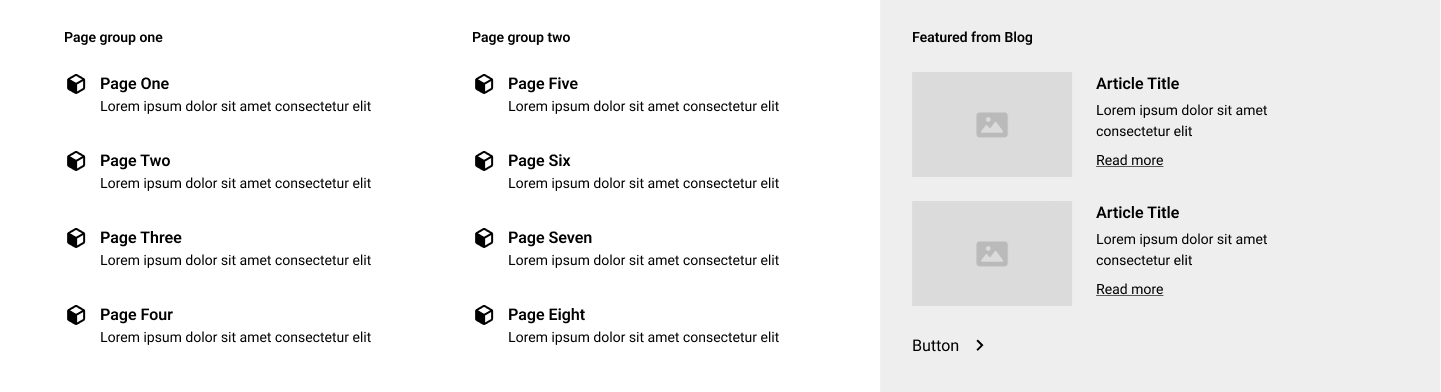 Page group one
Page One
Lorem ipsum dolor sit amet consectetur elit
Page Two
Lorem ipsum dolor sit amet consectetur elit
Page Three
Lorem ipsum dolor sit amet consectetur elit
Page Four
Lorem ipsum dolor sit amet consectetur elit
Page group two
Page Five
Lorem ipsum dolor sit amet consectetur elit
Page Six
Lorem ipsum dolor sit amet consectetur elit
Page Seven
Lorem ipsum dolor sit amet consectetur elit
Page Eight
Lorem ipsum dolor sit amet consectetur elit
Featured from Blog
Article Title
Lorem ipsum dolor sit amet
consectetur elit
Read more
Article Title
Lorem ipsum dolor sit amet
consectetur elit
Read more
Button